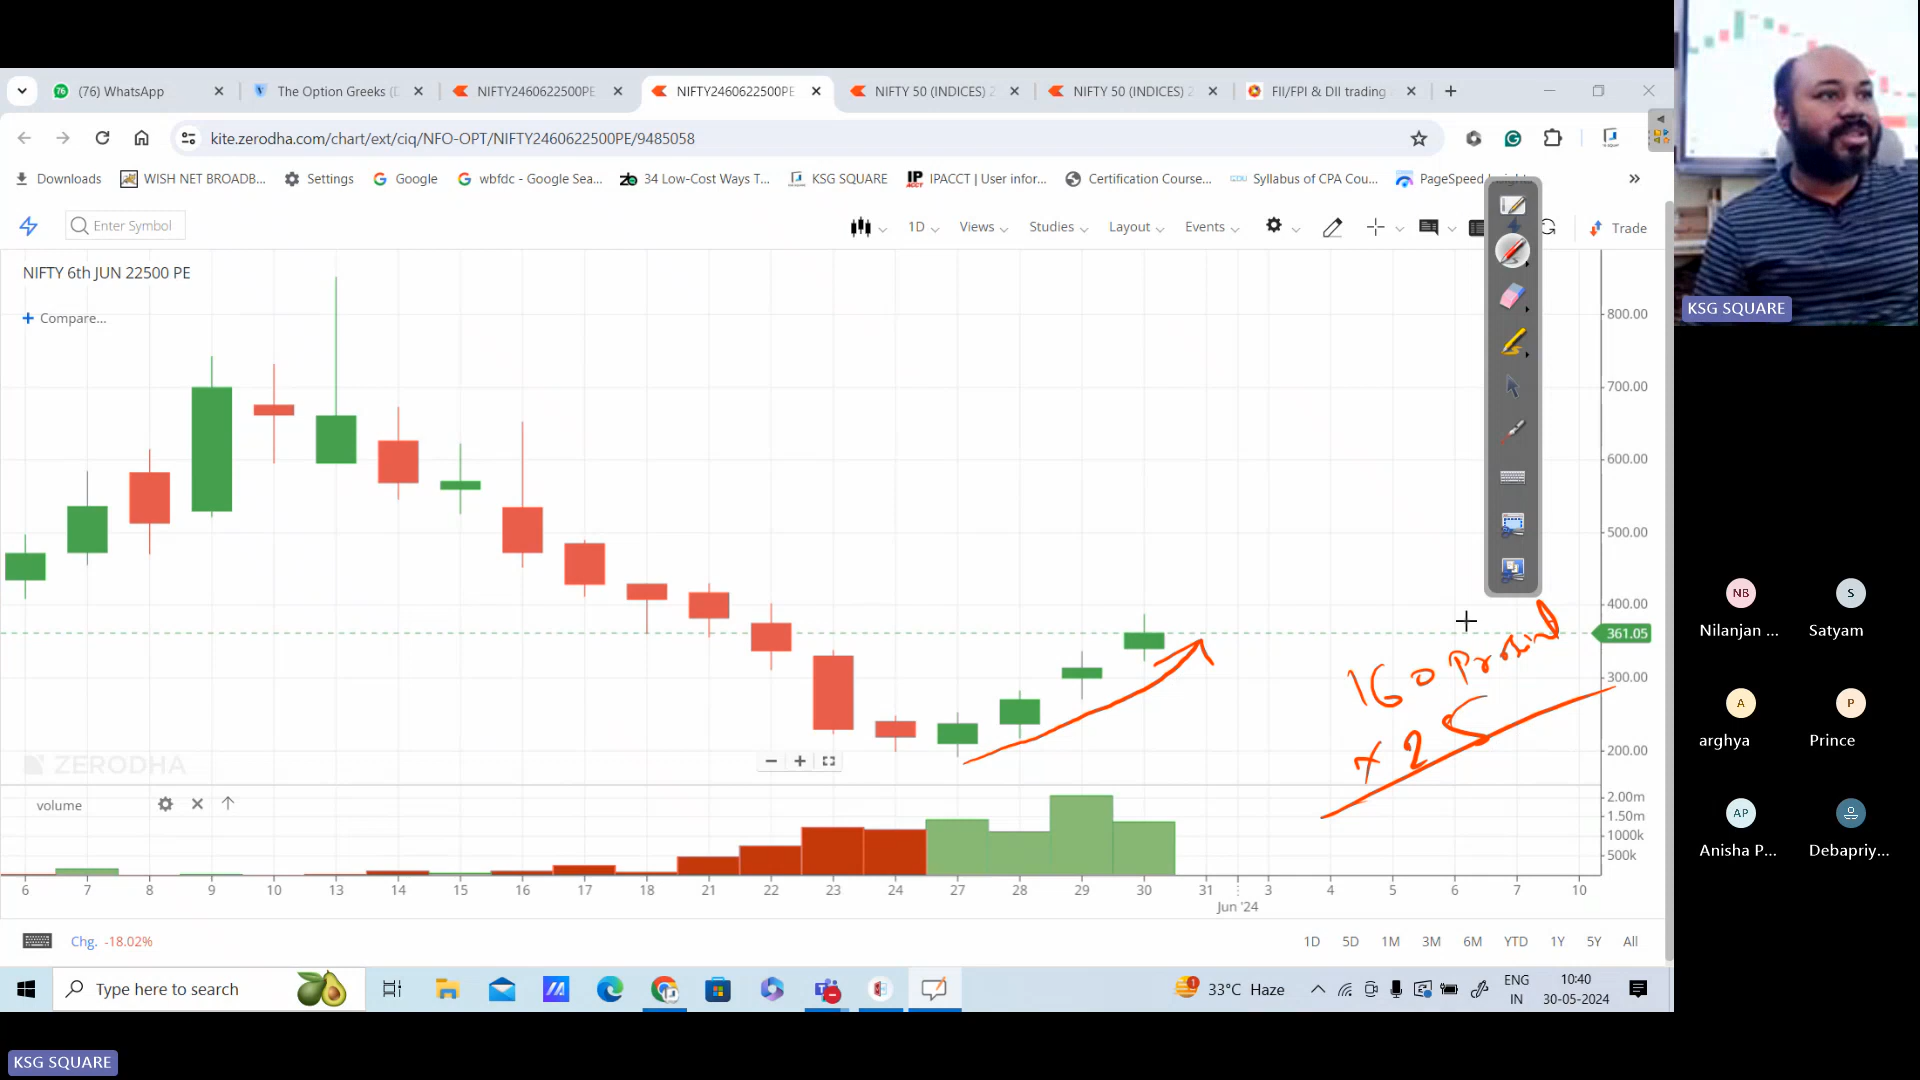 (76) WhatsApp
The Option Greeks (
NIFTY2460622500PE
NIFTY2460622500PE
NIFTY 50 (INDICES) 2
NIFTY 50 (INDICES) 2
FII/FPI & DII trading
kite.zerodha.com/chart/ext/ciq/NFO-OPT/NIFTY2460622500PE/9485058
Downloads
WISH NET BROADB...
Settings
Google
wbfdc - Google Sea...
34 Low-Cost Ways T...
KSG SQUARE
IPACCT | User infor...
Certification Course...
Syllabus of CPA Cou...
PageSpeed
Enter Symbol
1D
Views
Studies
Layout
Events
Trade
NIFTY 6th JUN 22500 PE
Compare...
800.00
700.00
600.00
500.00
400.00
361.05
300.00
200.00
160
+ 25
ZERODHA
volume
2.00m
1.50m
1000k
500k
6 7 8 9 10 13 14 15 16 17 18 21 22 23 24 27 28 29 30 31 3 4 5 6 7 10
Jun '24
Chg. -18.02%
1D 5D 1M 3M 6M YTD 1Y 5Y All
Type here to search
33°C Haze
ENG
IN
10:40
30-05-2024
KSG SQUARE
NB
Nilanjan ...
S
Satyam
A
arghya
P
Prince
AP
Anisha P...
Debapriy...
KSG SQUARE